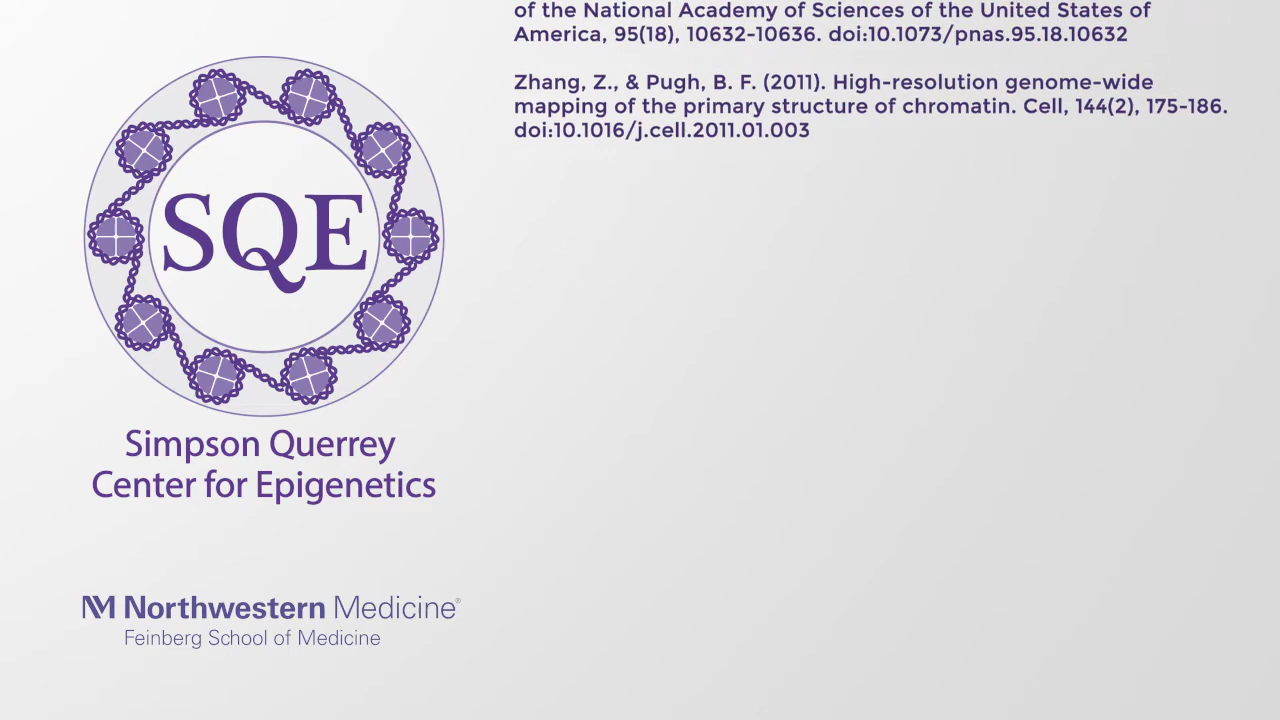 of the National Academy of Sciences of the United States of
America, 95(18), 10632-10636. doi:10.1073/pnas.95.18.10632
Zhang, Z., & Pugh, B. F. (2011). High-resolution genome-wide
mapping of the primary structure of chromatin. Cell, 144(2), 175-186.
doi:10.1016/j.cell.2011.01.003
SQE
Simpson Querrey
Center for Epigenetics
NM Northwestern Medicine®
Feinberg School of Medicine